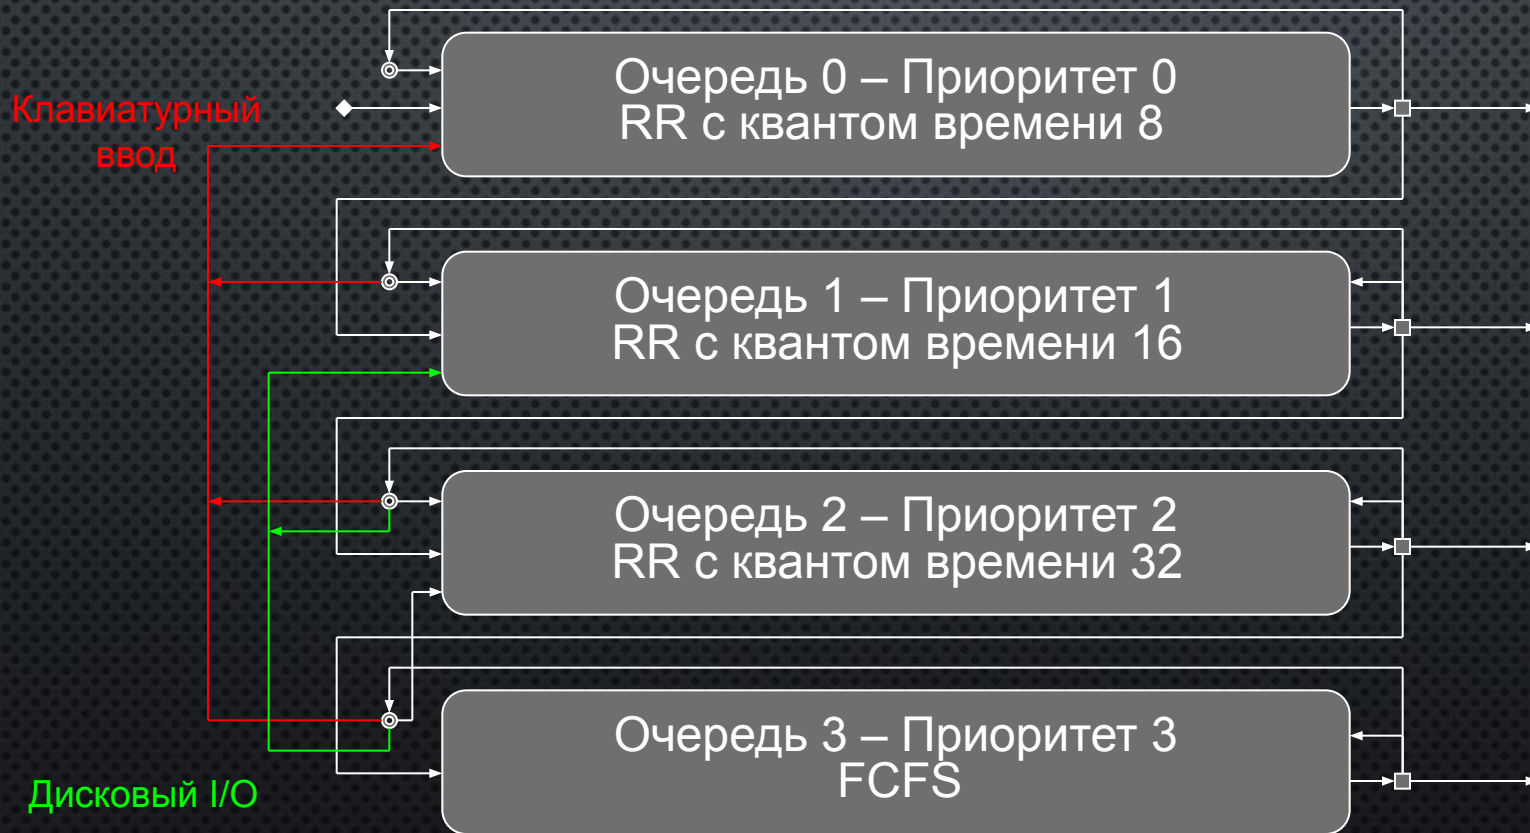 Очередь 0 – Приоритет 0
RR с квантом времени 8
Клавиатурный
ввод
Очередь 1 – Приоритет 1
RR с квантом времени 16
Очередь 2 – Приоритет 2
RR с квантом времени 32
Очередь 3 – Приоритет 3
FCFS
Дисковый I/O